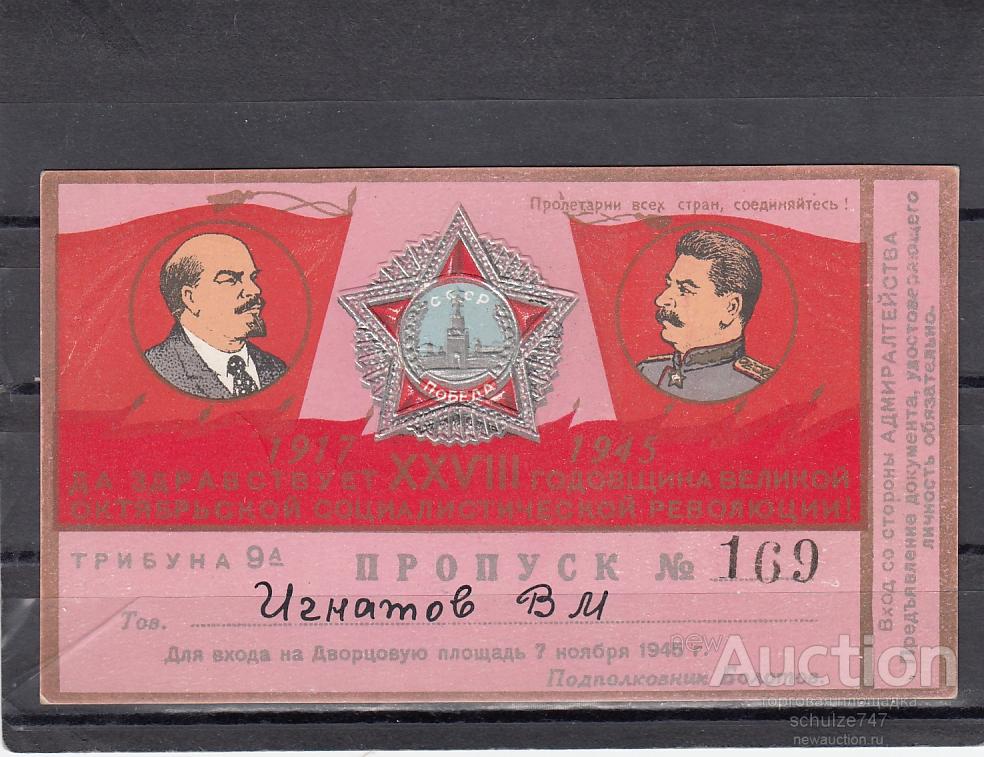 Пролетарии всех стран, соединяйтесь!
СССР
ПОБЕДА
1917 1945
ДА ЗДРАВСТВУЕТ XXVIII ГОДОВЩИНА ВЕЛИКОЙ
ОКТЯБРЬСКОЙ СОЦИАЛИСТИЧЕСКОЙ РЕВОЛЮЦИИ!
ТРИБУНА 9А ПРОПУСК № 169
Тов. Игнатов В М
Для входа на Дворцовую площадь 7 ноября 1945 г.
Подполковник Волотов.
Вход со стороны АДМИРАЛТЕЙСТВА
Предъявление документа, удостоверяющего
личность обязательно.
newAuction
торговая площадка
schulze747
newauction.ru